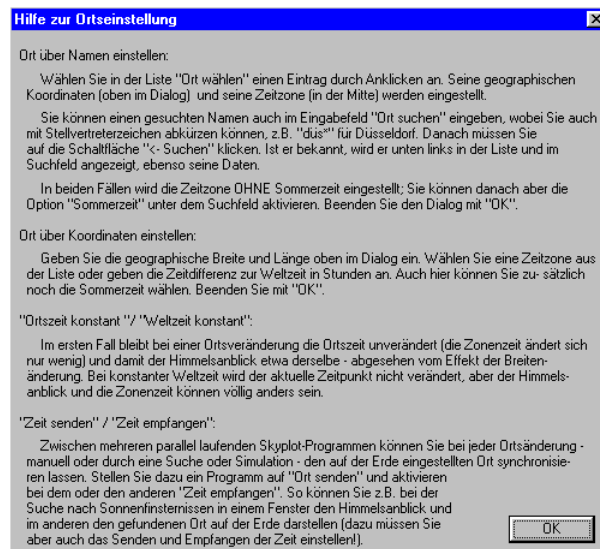 Hilfe zur Ortseinstellung
Ort über Namen einstellen:
Wählen Sie in der Liste "Ort wählen" einen Eintrag durch Anklicken an. Seine geographischen
Koordinaten (oben im Dialog) und seine Zeitzone (in der Mitte) werden eingestellt.
Sie können einen gesuchten Namen auch im Eingabefeld "Ort suchen" eingeben, wobei Sie auch
mit Stellvertreterzeichen abkürzen können, z.B. "düs*" für Düsseldorf. Danach müssen Sie
auf die Schaltfläche "<- Suchen" klicken. Ist er bekannt, wird er unten links in der Liste und im
Suchfeld angezeigt, ebenso seine Daten.
In beiden Fällen wird die Zeitzone OHNE Sommerzeit eingestellt; Sie können danach aber die
Option "Sommerzeit" unter dem Suchfeld aktivieren. Beenden Sie den Dialog mit "OK".
Ort über Koordinaten einstellen:
Geben Sie die geographische Breite und Länge oben im Dialog ein. Wählen Sie eine Zeitzone aus
der Liste oder geben die Zeitdifferenz zur Weltzeit in Stunden an. Auch hier können Sie zu- sätzlich
noch die Sommerzeit wählen. Beenden Sie mit "OK".
"Ortszeit konstant "/ "Weltzeit konstant":
Im ersten Fall bleibt bei einer Ortsveränderung die Ortszeit unverändert (die Zonenzeit ändert sich
nur wenig) und damit der Himmelsanblick etwa derselbe - abgesehen vom Effekt der Breiten-
änderung. Bei konstanter Weltzeit wird der aktuelle Zeitpunkt nicht verändert, aber der Himmels-
anblick und die Zonenzeit können völlig anders sein.
"Zeit senden" / "Zeit empfangen":
Zwischen mehreren parallel laufenden Skyplot-Programmen können Sie bei jeder Ortsänderung -
manuell oder durch eine Suche oder Simulation - den auf der Erde eingestellten Ort synchronisie-
ren lassen. Stellen Sie dazu ein Programm auf "Ort senden" und aktivieren
bei dem oder den anderen "Zeit empfangen". So können Sie z.B. bei der
Suche nach Sonnenfinsternissen in einem Fenster den Himmelsanblick und
im anderen den gefundenen Ort auf der Erde darstellen (dazu müssen Sie
aber auch das Senden und Empfangen der Zeit einstellen!).
OK